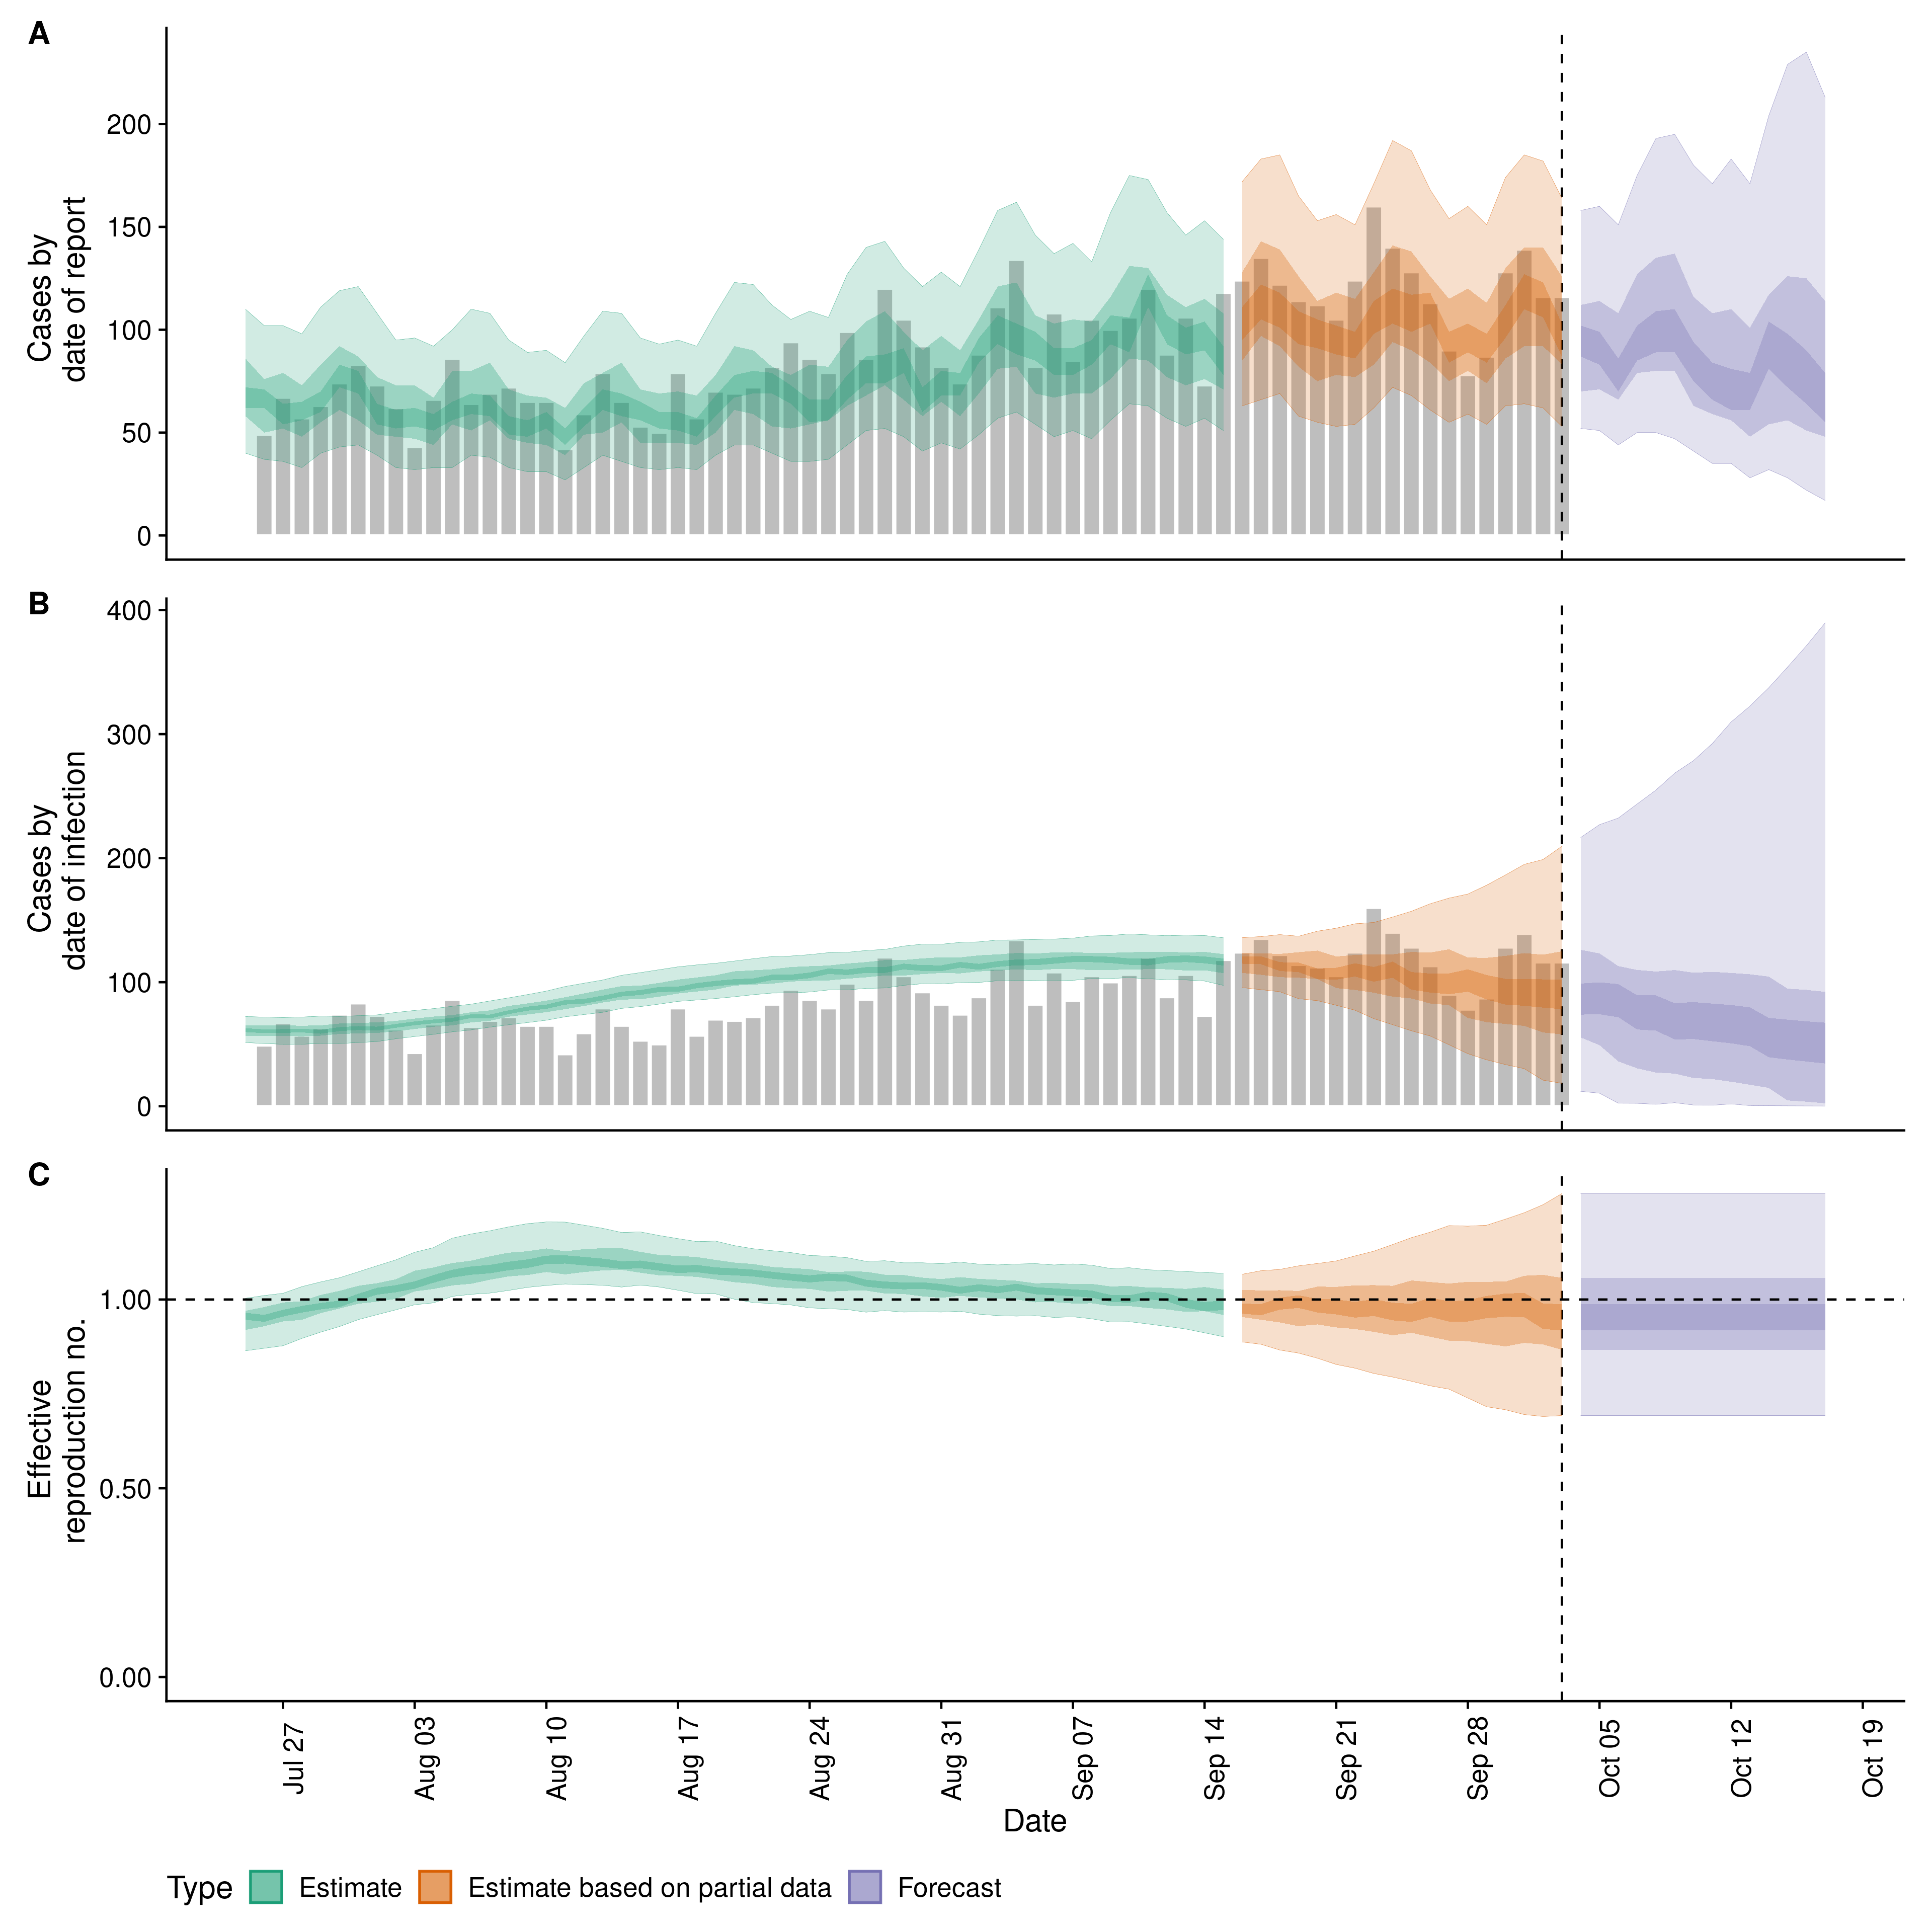 A
Cases by
date of report
200
150
100
50
0
B
Cases by
date of infection
400
300
200
100
0
C
Effective
reproduction no.
1.00
0.50
0.00
Jul 27
Aug 03
Aug 10
Aug 17
Aug 24
Aug 31
Sep 07
Sep 14
Sep 21
Sep 28
Oct 05
Oct 12
Oct 19
Date
Type Estimate Estimate based on partial data Forecast